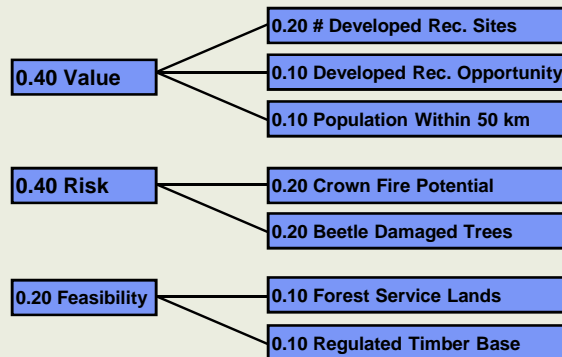 0.40 Value
0.20 # Developed Rec. Sites
0.10 Developed Rec. Opportunity
0.10 Population Within 50 km
0.40 Risk
0.20 Crown Fire Potential
0.20 Beetle Damaged Trees
0.20 Feasibility
0.10 Forest Service Lands
0.10 Regulated Timber Base